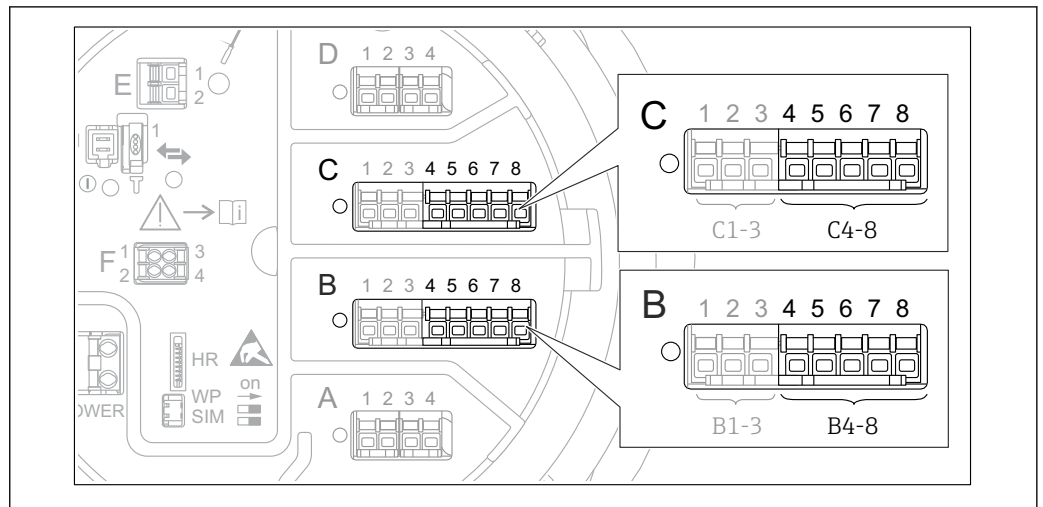 D 1 2 3 4
E 1
2
1
C 1 2 3 4 5 6 7 8
i
F 1 3
2 4
B 1 2 3 4 5 6 7 8
HR
WP on
SIM
OWER
A 1 2 3 4
C 1 2 3 4 5 6 7 8
C1-3 C4-8
B 1 2 3 4 5 6 7 8
B1-3 B4-8